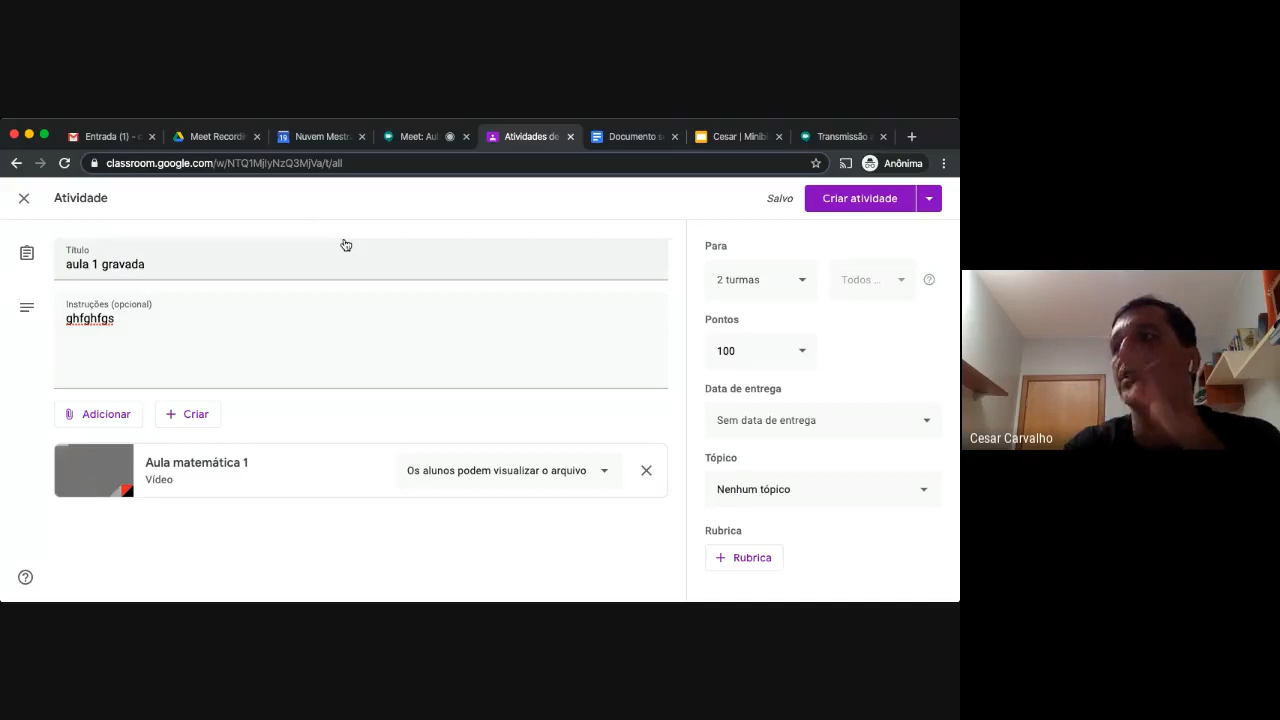 Entrada (1) - c
Meet Recordi
Nuvem Mestr
Meet: Aul
Atividades de
Documento s
Cesar | Minib
Transmissão a
classroom.google.com/w/NTQ1MjIyNzQ3MjVa/t/all
Anônima
Atividade
Salvo
Criar atividade
Título
aula 1 gravada
Instruções (opcional)
ghfghfgs
Adicionar
Criar
Aula matemática 1
Vídeo
Os alunos podem visualizar o arquivo
Para
2 turmas
Todos ...
Pontos
100
Data de entrega
Sem data de entrega
Tópico
Nenhum tópico
Rubrica
Rubrica
Cesar Carvalho